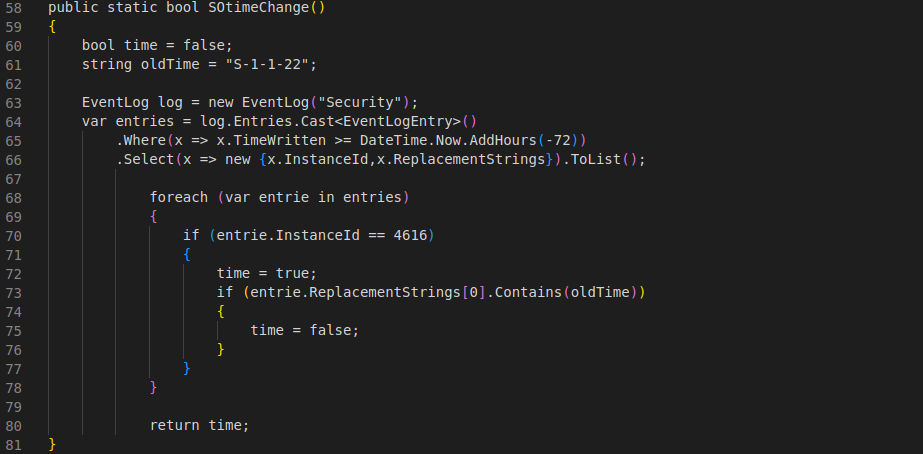 58 public static bool SOtimeChange()
59 {
60     bool time = false;
61     string oldTime = "S-1-1-22";
62
63     EventLog log = new EventLog("Security");
64     var entries = log.Entries.Cast<EventLogEntry>()
65         .Where(x => x.TimeWritten >= DateTime.Now.AddHours(-72))
66         .Select(x => new {x.InstanceId,x.ReplacementStrings}).ToList();
67
68             foreach (var entrie in entries)
69             {
70                 if (entrie.InstanceId == 4616)
71                 {
72                     time = true;
73                     if (entrie.ReplacementStrings[0].Contains(oldTime))
74                     {
75                         time = false;
76                     }
77                 }
78             }
79
80             return time;
81 }